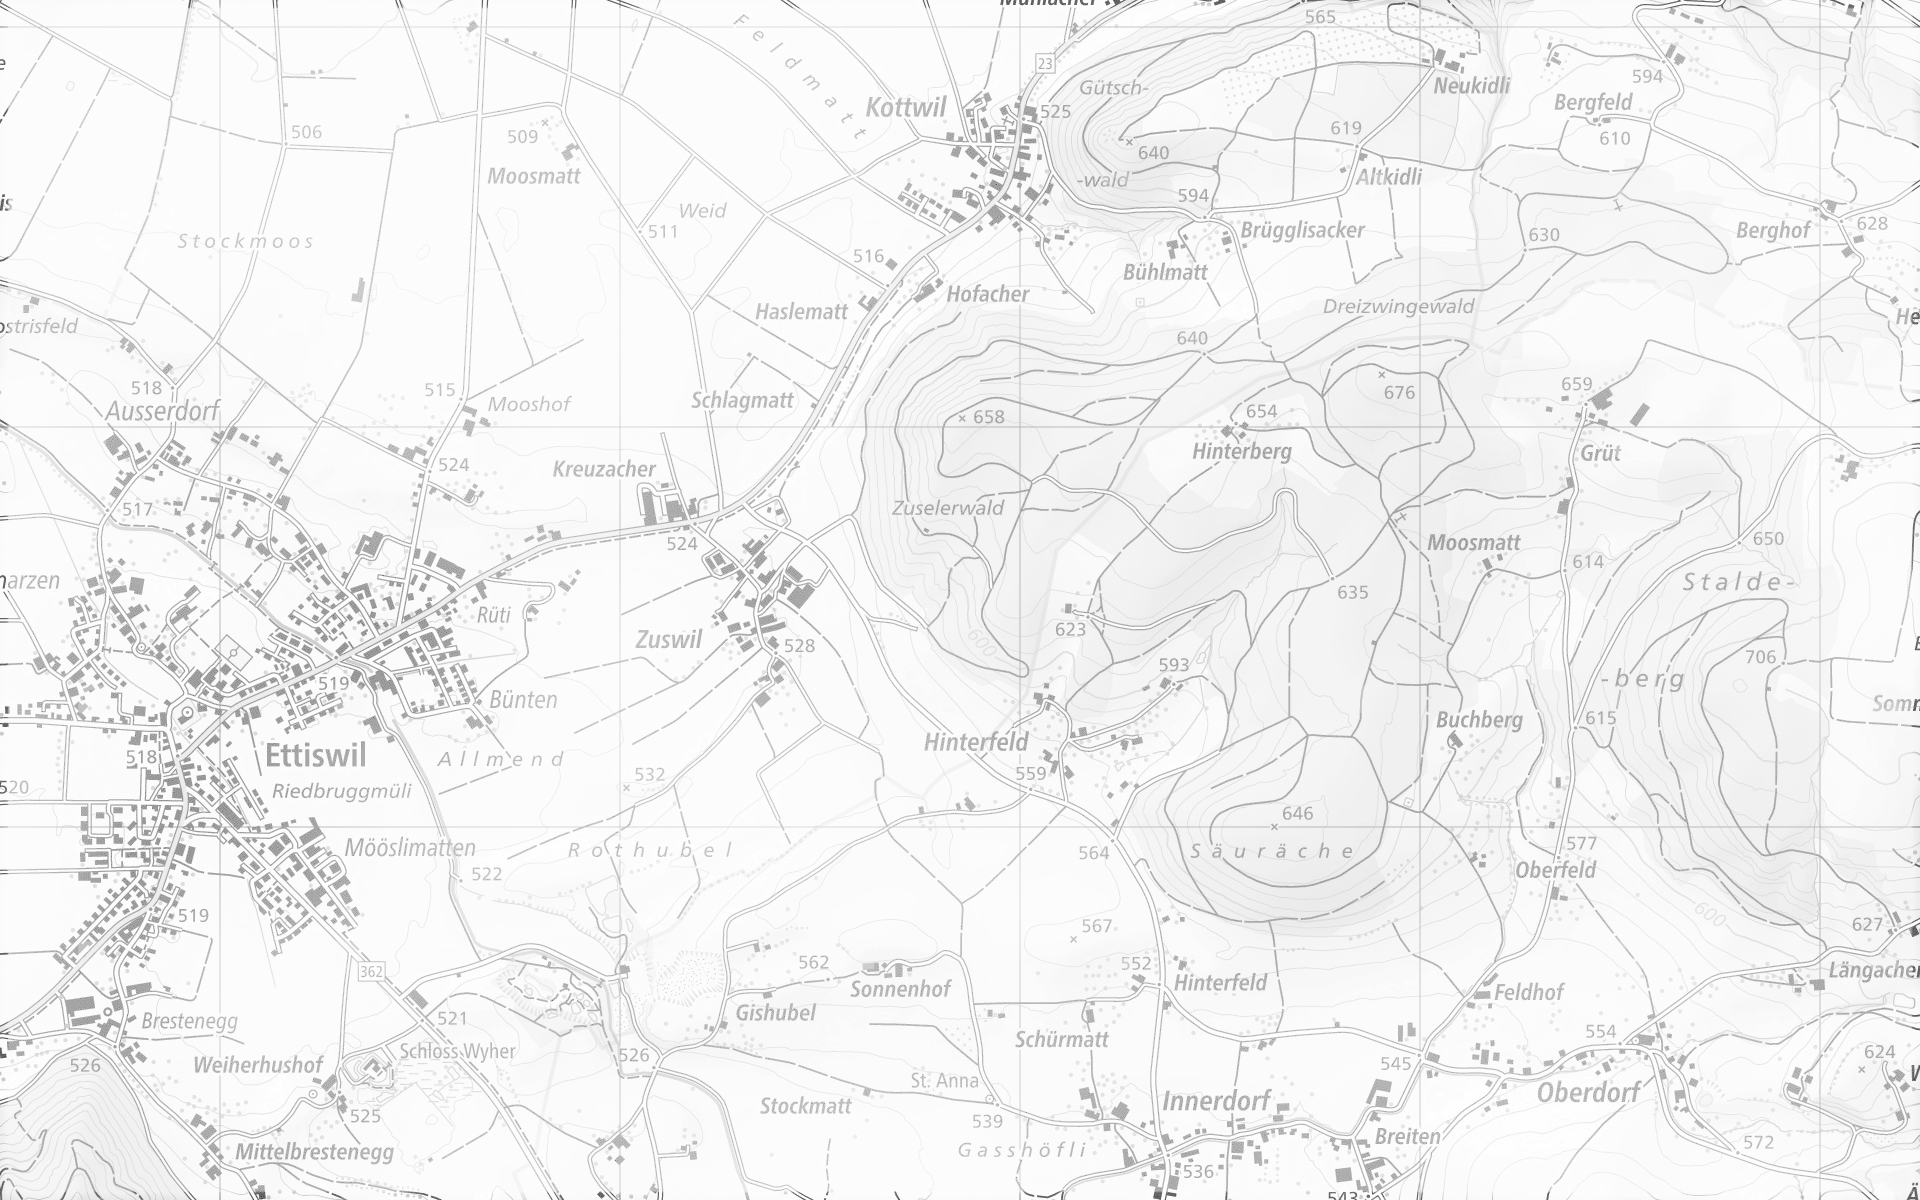 565
23
Feldmatt
Gütsch-
Neukidli
594
Kottwil
525
Bergfeld
506
509
619
610
640
Moosmatt
-wald
Altkidli
594
Weid
511
Stockmoos
Brügglisacker
630
Berghof
628
516
Bühlmatt
Hofacher
Haslematt
Dreizwingewald
ostrisfeld
640
518
515
Schlagmatt
Mooshof
Ausserdorf
658
654
676
659
Hinterberg
Grüt
Kreuzacher
524
517
Zuselerwald
524
Moosmatt
650
614
Stalde-
635
Rüti
Zuswil
623
600
528
593
706
519
-berg
Bünten
615
Buchberg
Hinterfeld
Ettiswil
518
Allmend
559
532
520
Riedbruggmüli
646
Mööslimatten
Rothubel
564
Säuräche
577
Oberfeld
522
519
600
567
627
562
552
362
Längacher
Sonnenhof
Hinterfeld
Feldhof
Gishubel
521
Brestenegg
Schürmatt
554
Schloss Wyher
526
526
Weiherhushof
545
624
St. Anna
Stockmatt
Innerdorf
Oberdorf
525
539
Breiten
572
Gasshöfli
Mittelbrestenegg
536
543